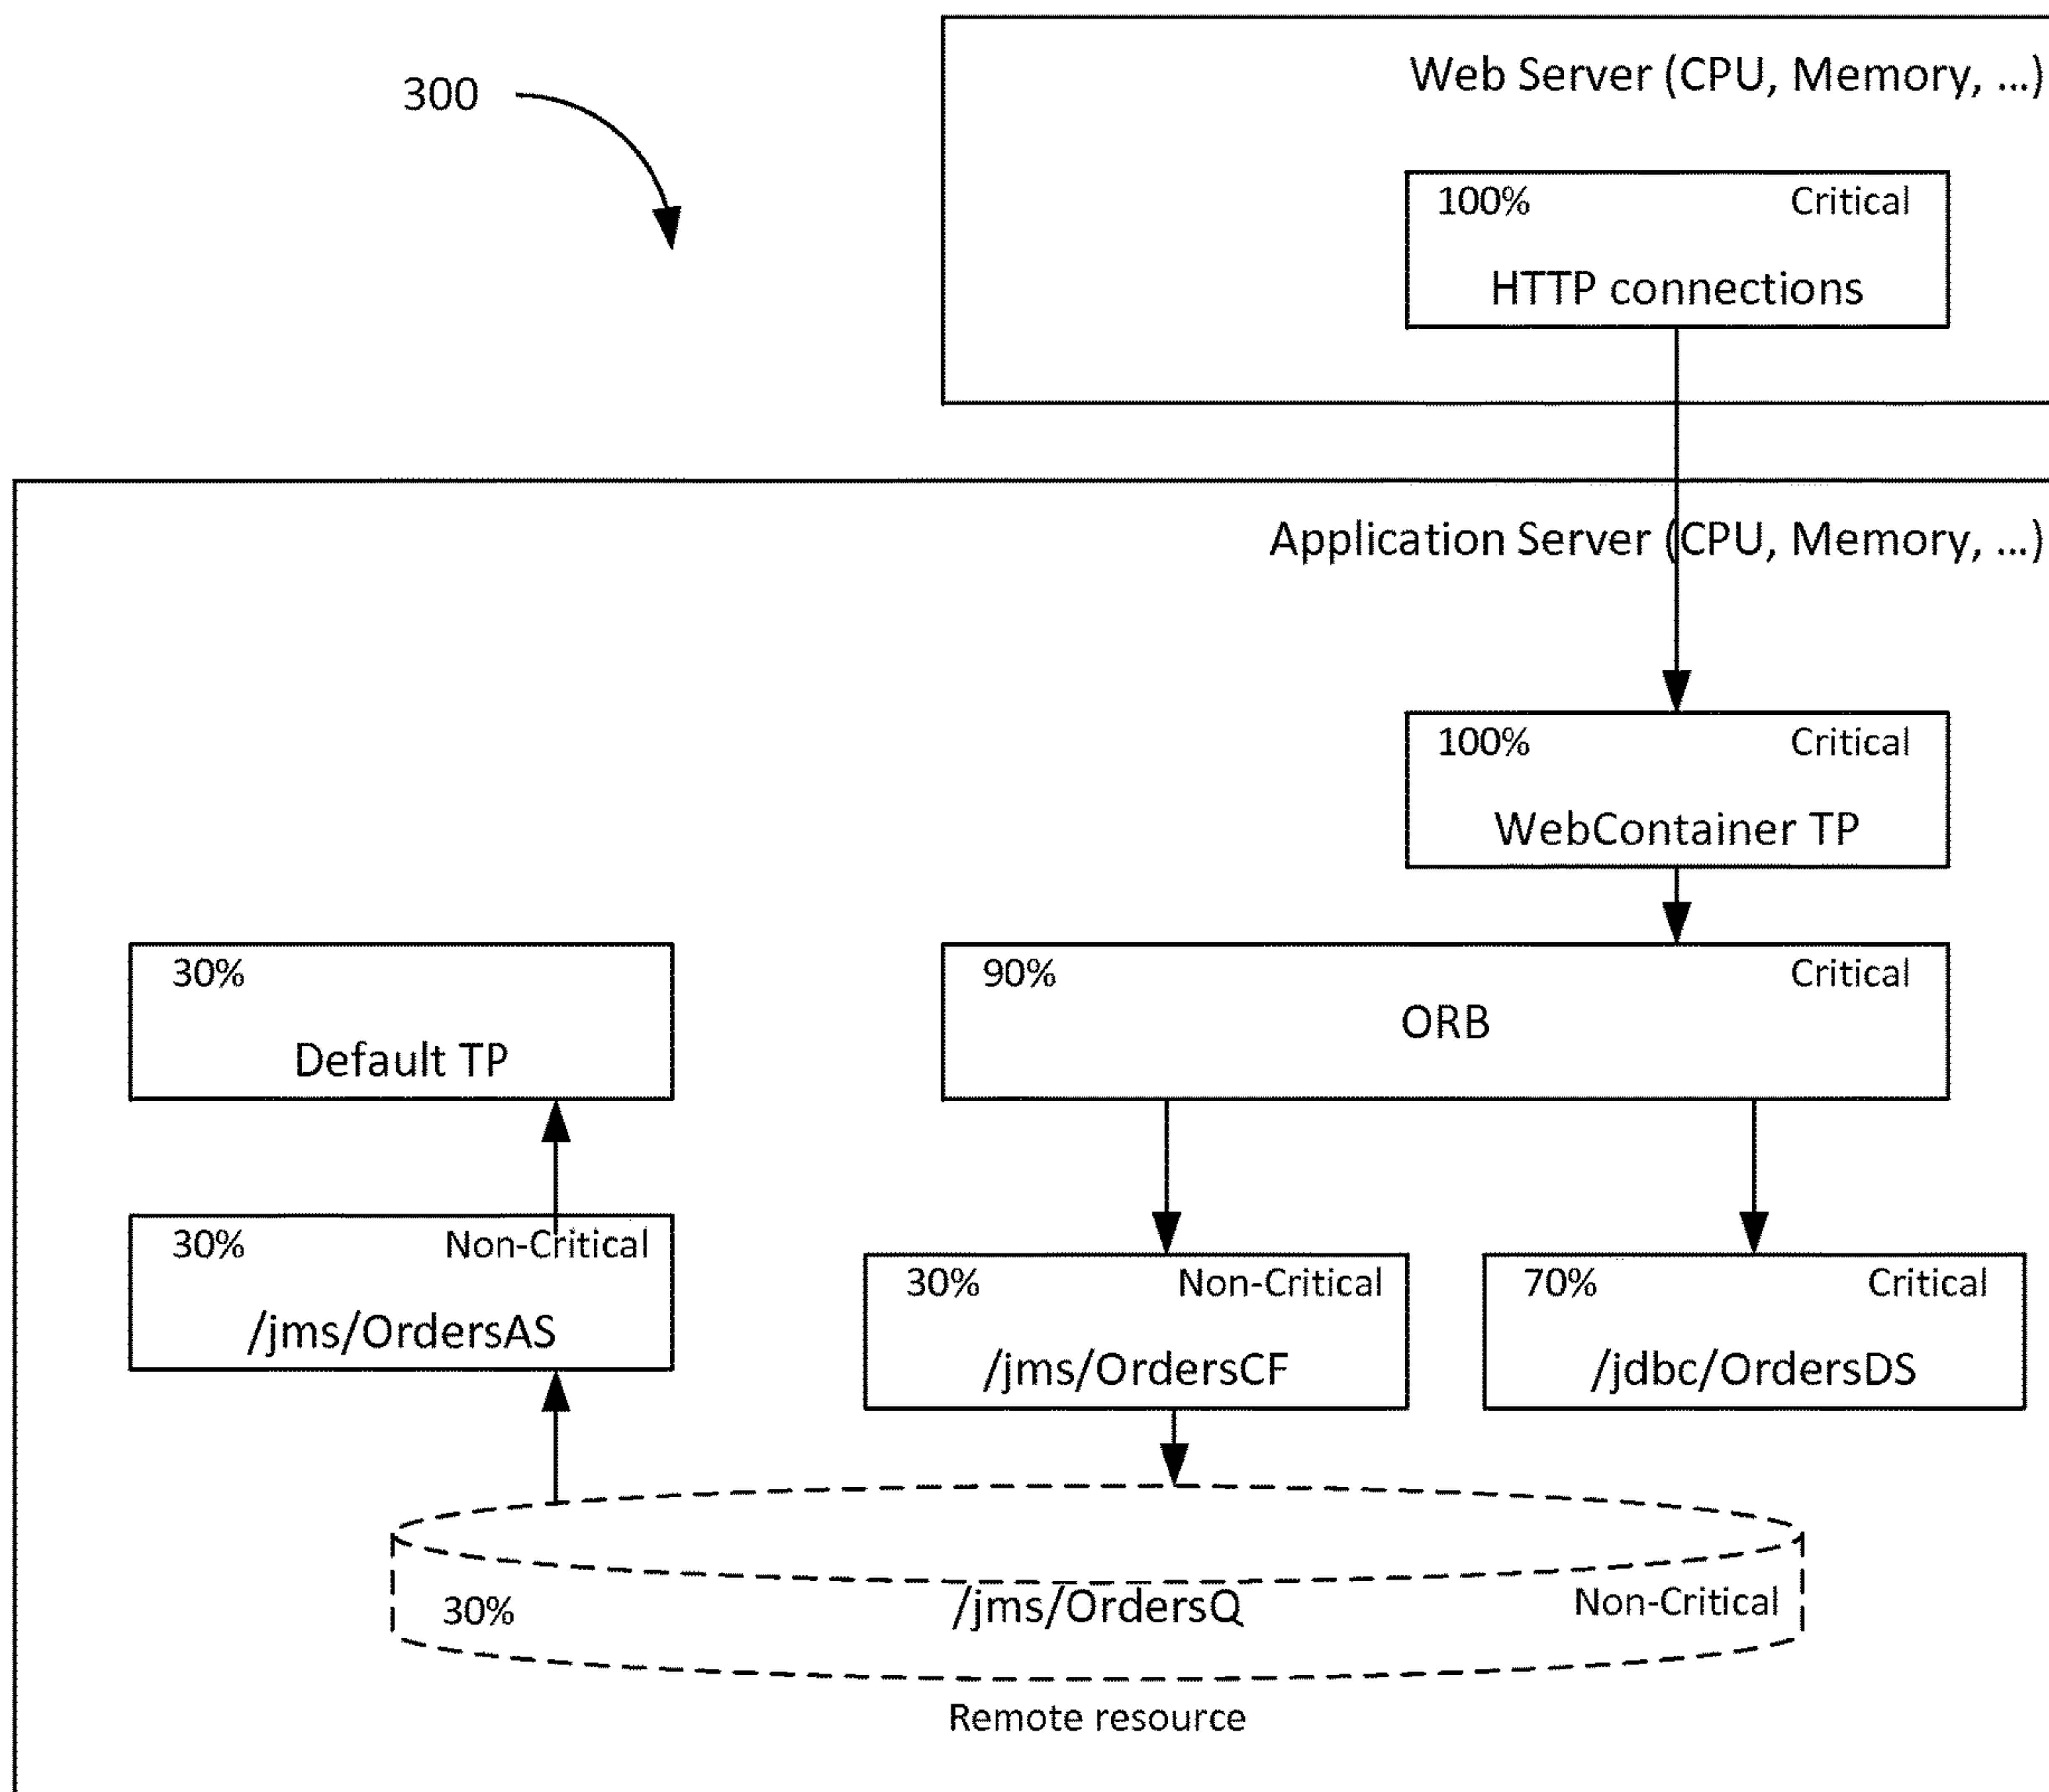 300
Web Server (CPU, Memory, ...)
100% Critical
HTTP connections
Application Server (CPU, Memory, ...)
100% Critical
WebContainer TP
30%
Default TP
90% Critical
ORB
30% Non-Critical
/jms/OrdersAS
30% Non-Critical
/jms/OrdersCF
70% Critical
/jdbc/OrdersDS
30% /jms/OrdersQ Non-Critical
Remote resource